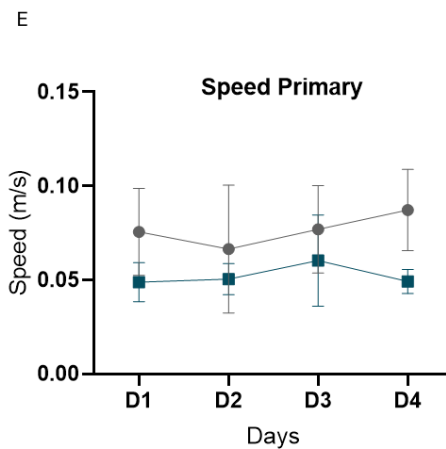 E
Speed Primary
Speed (m/s)
0.15
0.10
0.05
0.00
D1 D2 D3 D4
Days